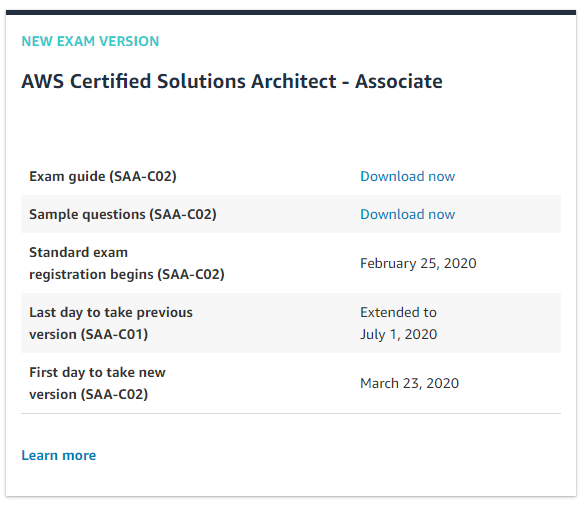 NEW EXAM VERSION
AWS Certified Solutions Architect - Associate
Exam guide (SAA-C02) Download now
Sample questions (SAA-C02) Download now
Standard exam
registration begins (SAA-C02)
February 25, 2020
Last day to take previous
version (SAA-C01)
Extended to
July 1, 2020
First day to take new
version (SAA-C02)
March 23, 2020
Learn more